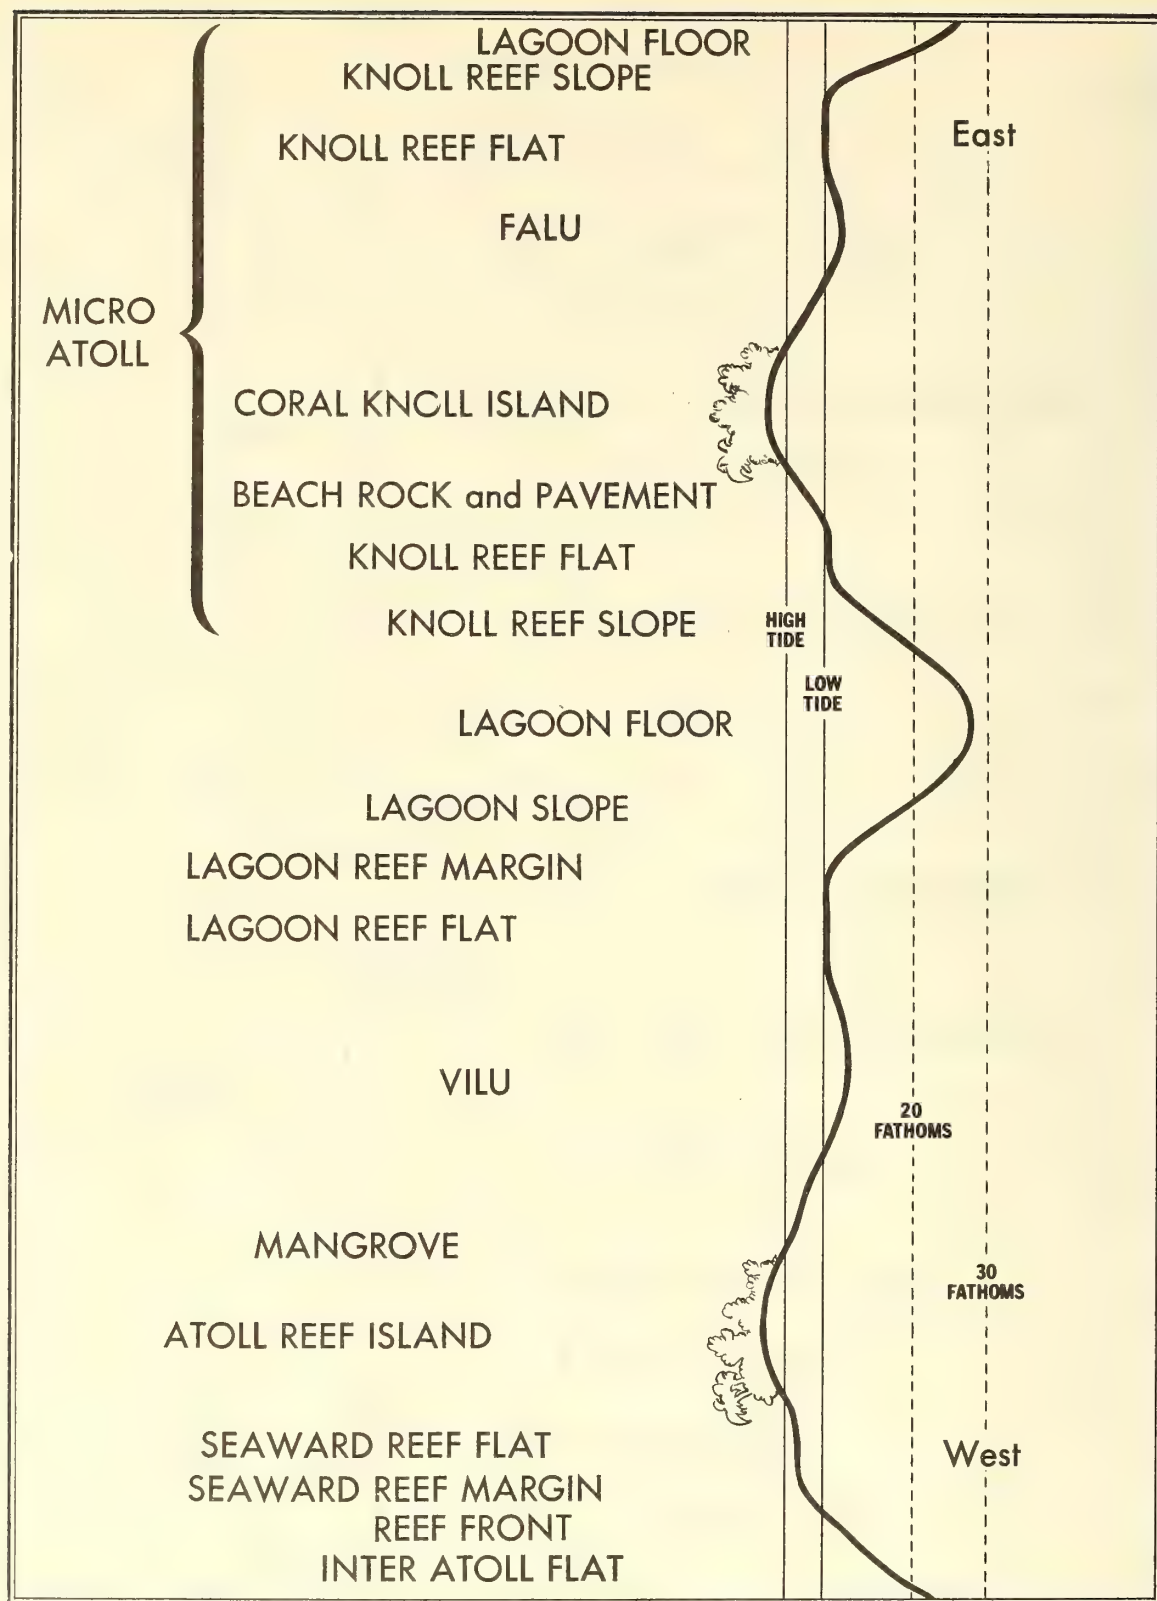 LAGOON FLOOR
KNOLL REEF SLOPE
East
KNOLL REEF FLAT
FALU
MICRO
ATOLL
CORAL KNOLL ISLAND
BEACH ROCK and PAVEMENT
KNOLL REEF FLAT
KNOLL REEF SLOPE
HIGH
TIDE
LOW
TIDE
LAGOON FLOOR
LAGOON SLOPE
LAGOON REEF MARGIN
LAGOON REEF FLAT
VILU
20
FATHOMS
MANGROVE
30
FATHOMS
ATOLL REEF ISLAND
SEAWARD REEF FLAT
West
SEAWARD REEF MARGIN
REEF FRONT
INTER ATOLL FLAT